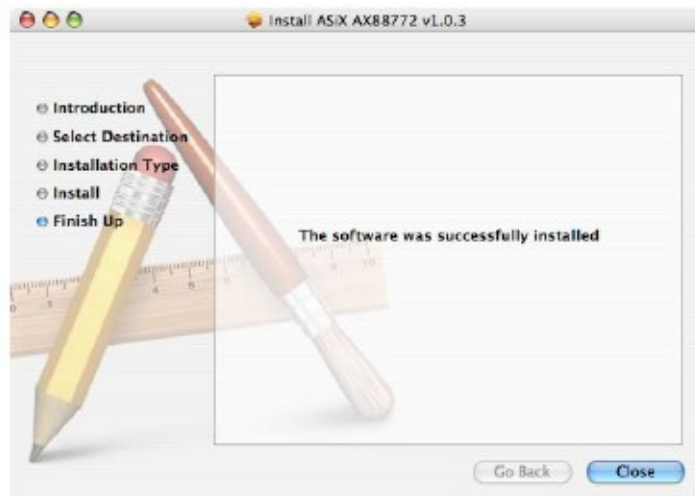 Install ASiX AX88772 v1.0.3
Introduction
Select Destination
Installation Type
Install
Finish Up
The software was successfully installed
Go Back
Close